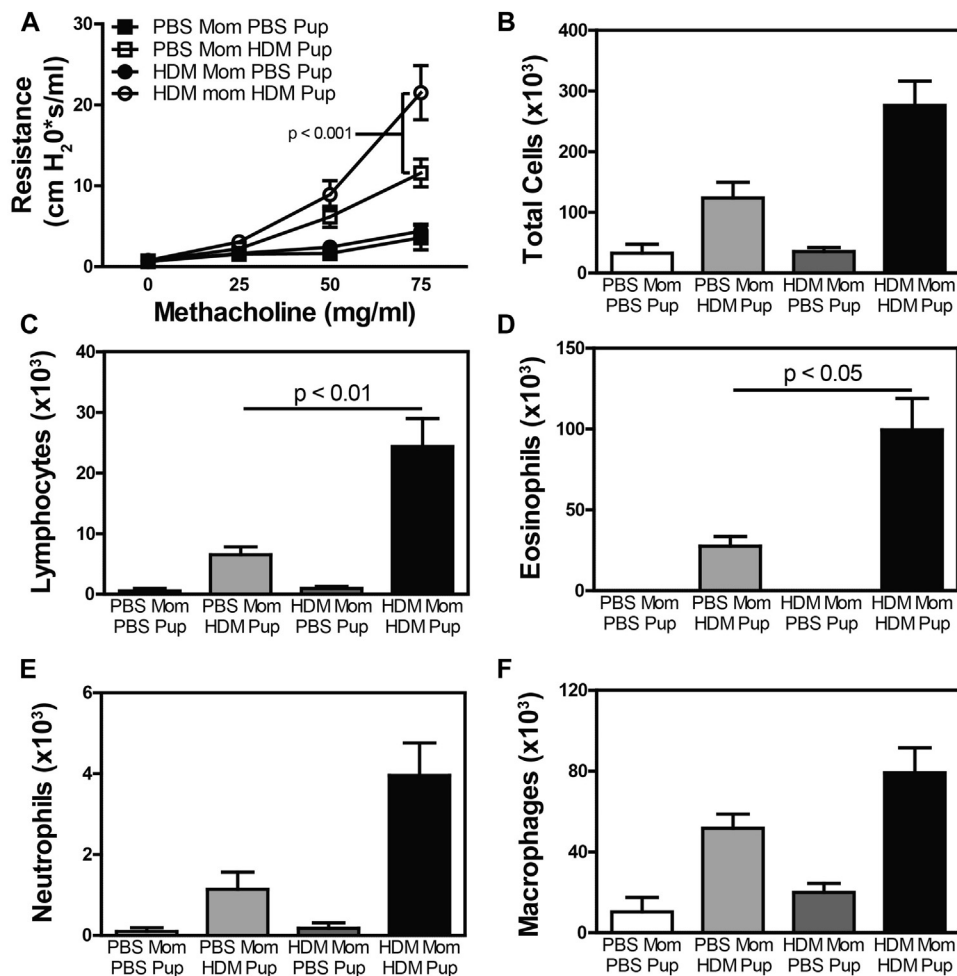 A
Resistance
(cm H₂0*s/ml)
30
20
10
0
PBS Mom PBS Pup
PBS Mom HDM Pup
HDM Mom PBS Pup
HDM mom HDM Pup
p < 0.001
0 25 50 75
Methacholine (mg/ml)
B
Total Cells (x10³)
400
300
200
100
0
PBS Mom PBS Mom HDM Mom HDM Mom
PBS Pup HDM Pup PBS Pup HDM Pup
C
Lymphocytes (x10³)
40
30
20
10
0
p < 0.01
PBS Mom PBS Mom HDM Mom HDM Mom
PBS Pup HDM Pup PBS Pup HDM Pup
D
Eosinophils (x10³)
150
100
50
0
p < 0.05
PBS Mom PBS Mom HDM Mom HDM Mom
PBS Pup HDM Pup PBS Pup HDM Pup
E
Neutrophils (x10³)
6
4
2
0
PBS Mom PBS Mom HDM Mom HDM Mom
PBS Pup HDM Pup PBS Pup HDM Pup
F
Macrophages (x10³)
120
80
40
0
PBS Mom PBS Mom HDM Mom HDM Mom
PBS Pup HDM Pup PBS Pup HDM Pup